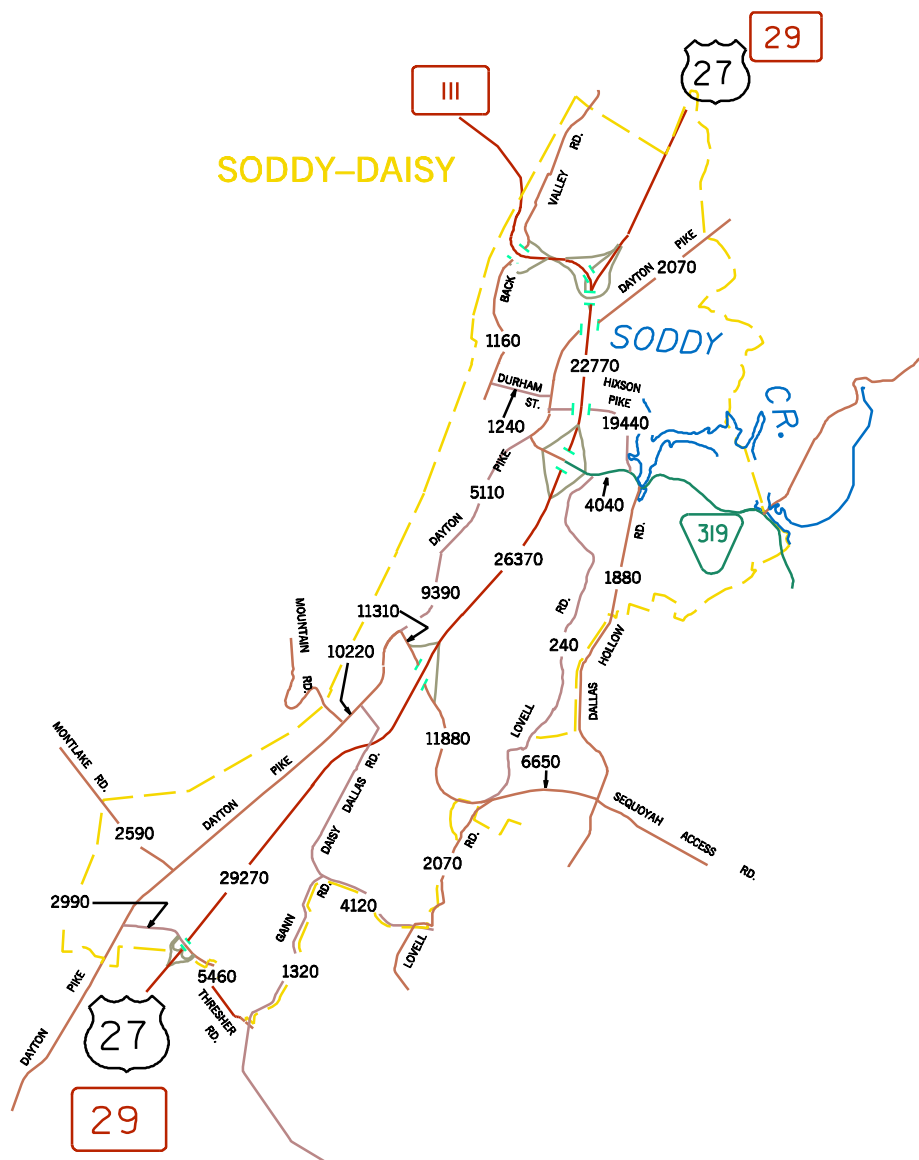 29
27
III
SODDY–DAISY
VALLEY RD.
DAYTON PIKE
2070
BACK
SODDY
1160
22770
DURHAM ST.
HIXSON PIKE
CR.
1240
19440
PIKE
5110
4040
DAYTON
319
RD.
26370
1880
9390
RD.
11310
MOUNTAIN RD.
10220
240
HOLLOW
DALLAS
MONTLAKE RD.
LOVELL
11880
PIKE
RD.
6650
DALLAS
SEQUOYAH ACCESS RD.
DAYTON
2590
DAISY
RD.
2070
29270
RD.
2990
4120
GANN
LOVELL
PIKE
5460
1320
THRESHER RD.
DAYTON
27
29